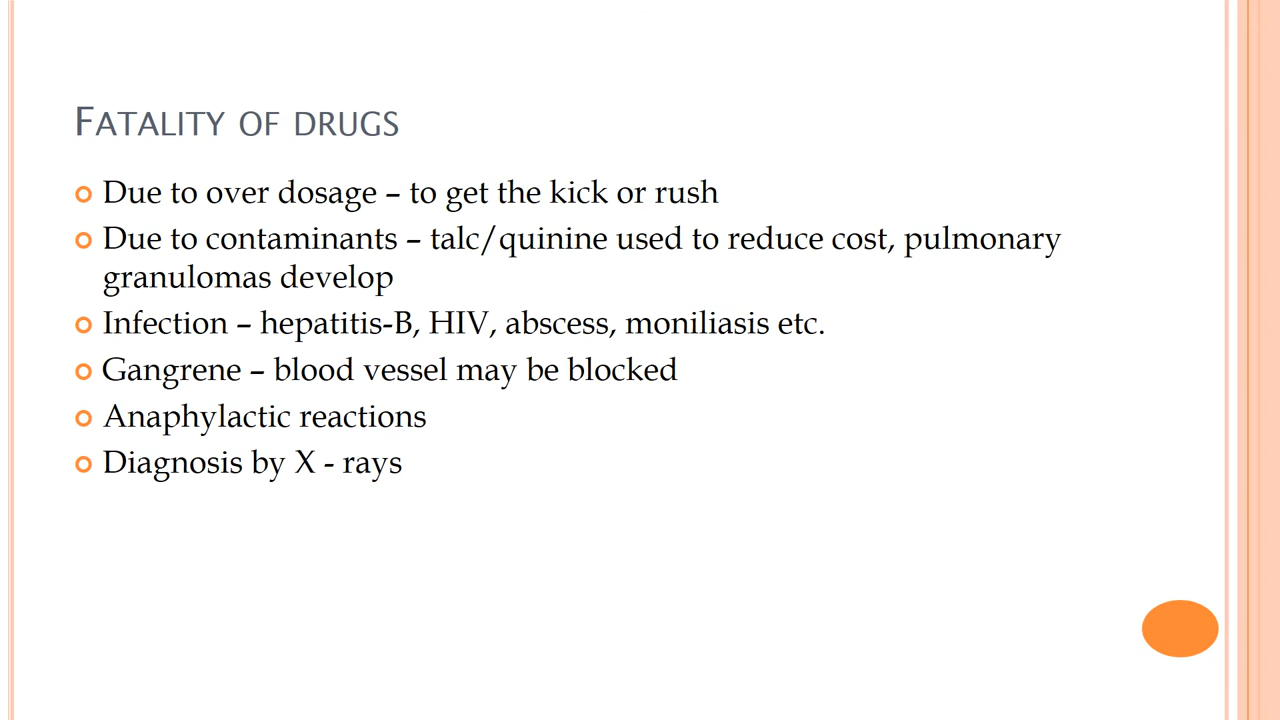 FATALITY OF DRUGS
Due to over dosage – to get the kick or rush
Due to contaminants – talc/quinine used to reduce cost, pulmonary
granulomas develop
Infection – hepatitis-B, HIV, abscess, moniliasis etc.
Gangrene – blood vessel may be blocked
Anaphylactic reactions
Diagnosis by X - rays